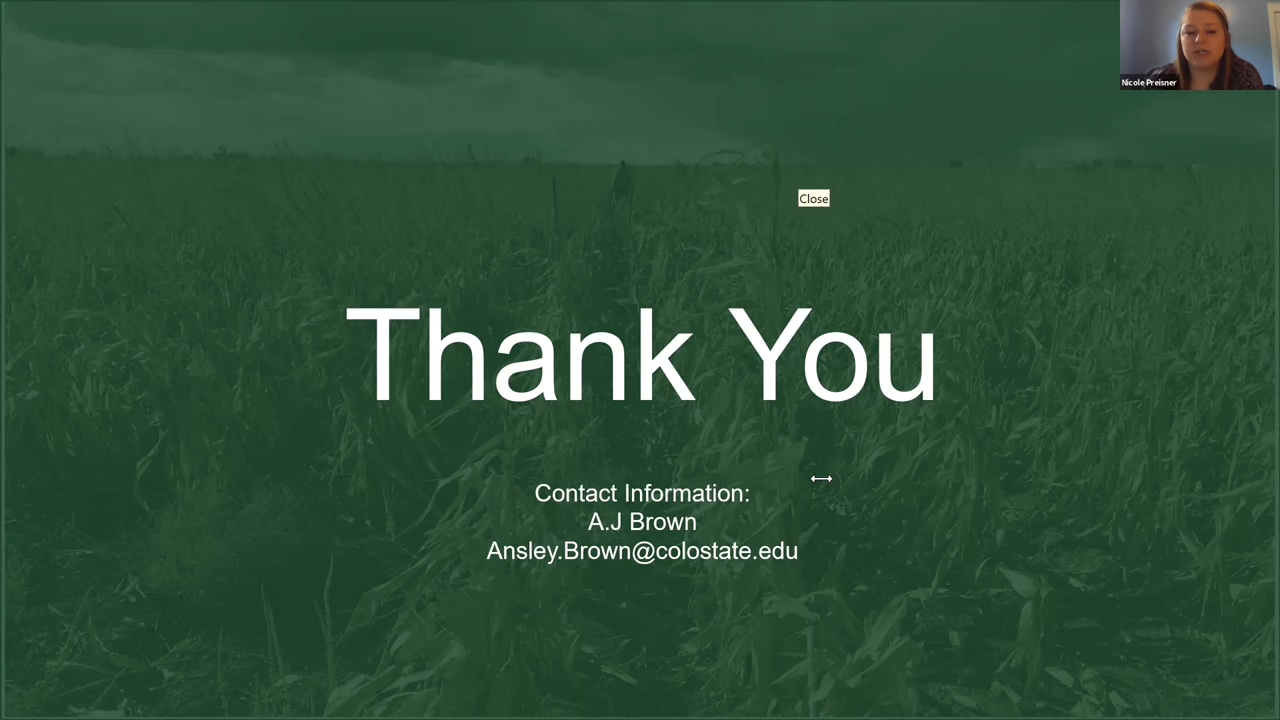 Nicole Preisner
Close
Thank You
Contact Information:
A.J Brown
Ansley.Brown@colostate.edu